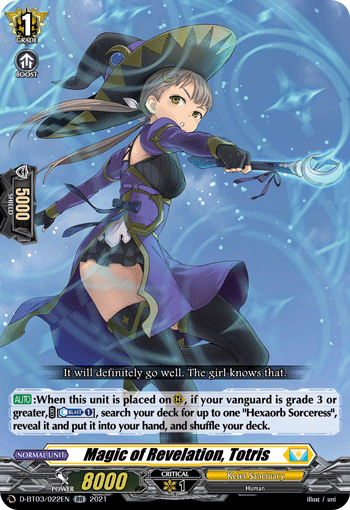 1
GRADE
BOOST
5000
SHIELD
It will definitely go well. The girl knows that.
AUTO:When this unit is placed on R, if your vanguard is grade 3 or
greater, [BLAST 1], search your deck for up to one "Hexaorb Sorceress",
reveal it and put it into your hand, and shuffle your deck.
NORMAL UNIT
Magic of Revelation, Totris
POWER 8000
CRITICAL
1
Keter Sanctuary
Human
D-BT03/022EN RR 2021
Illust / uni